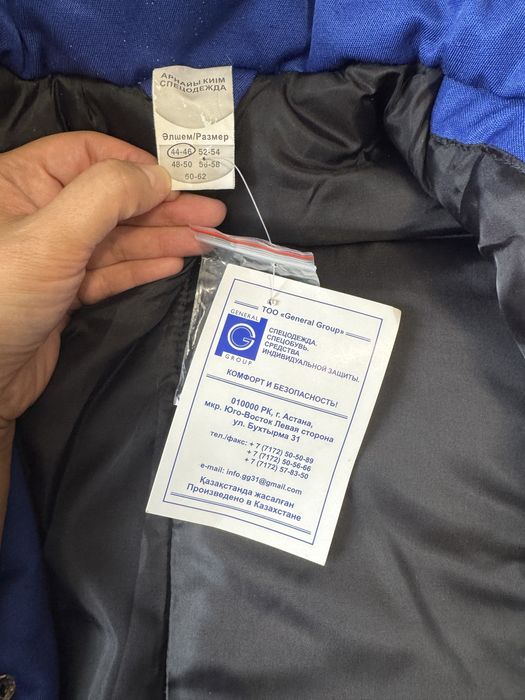 АРНАЙЫ КИІМ
СПЕЦОДЕЖДА
Әлшем/Размер
44-46 52-54
48-50 56-58
60-62
ТОО «General Group»
GENERAL
G
GROUP
СПЕЦОДЕЖДА.
СПЕЦОБУВЬ.
СРЕДСТВА
ИНДИВИДУАЛЬНОЙ ЗАЩИТЫ.
КОМФОРТ И БЕЗОПАСНОСТЬ!
010000 РК, г. Астана,
мкр. Юго-Восток Левая сторона
ул. Бухтырма 31
тел./факс: + 7 (7172) 50-50-89
+ 7 (7172) 50-56-66
+ 7 (7172) 57-83-50
e-mail: info.gg31@gmail.com
Қазақстанда жасалған
Произведено в Казахстане